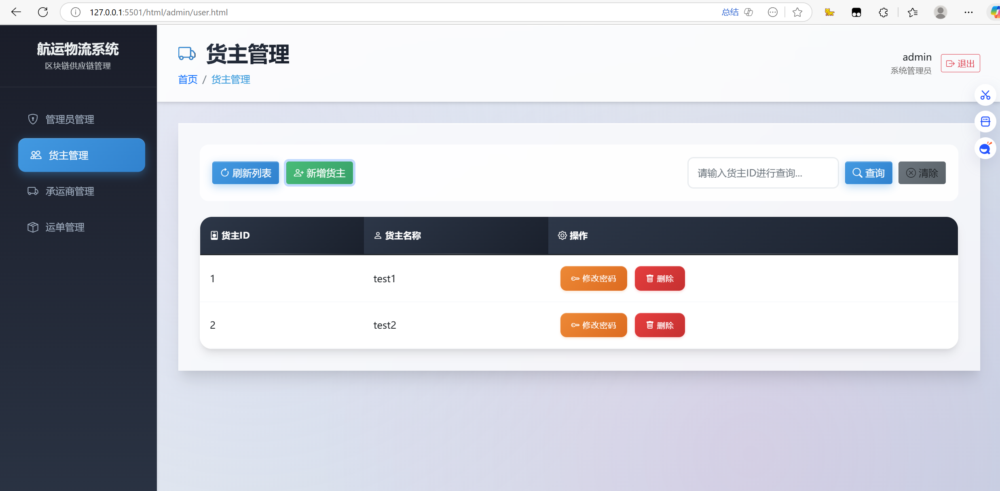 127.0.0.1:5501/html/admin/user.html
总结
航运物流系统
区块链供应链管理
管理员管理
货主管理
承运商管理
运单管理
货主管理
首页 / 货主管理
admin
系统管理员
退出
刷新列表
新增货主
请输入货主ID进行查询...
查询
清除
货主ID 货主名称 操作
1 test1 修改密码 删除
2 test2 修改密码 删除